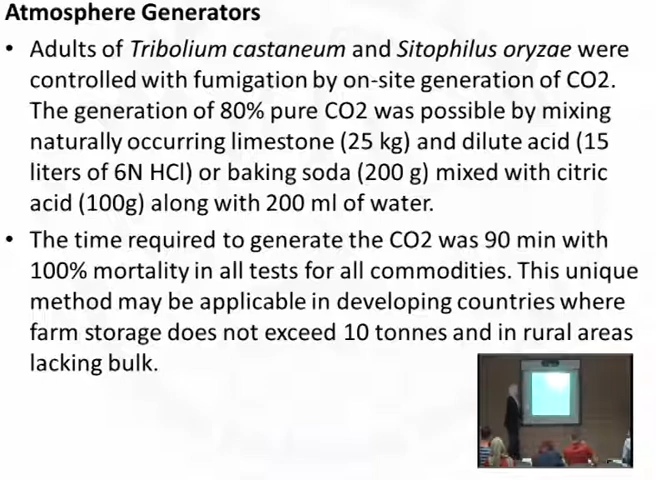 Atmosphere Generators
• Adults of Tribolium castaneum and Sitophilus oryzae were
controlled with fumigation by on-site generation of CO2.
The generation of 80% pure CO2 was possible by mixing
naturally occurring limestone (25 kg) and dilute acid (15
liters of 6N HCl) or baking soda (200 g) mixed with citric
acid (100g) along with 200 ml of water.
• The time required to generate the CO2 was 90 min with
100% mortality in all tests for all commodities. This unique
method may be applicable in developing countries where
farm storage does not exceed 10 tonnes and in rural areas
lacking bulk.